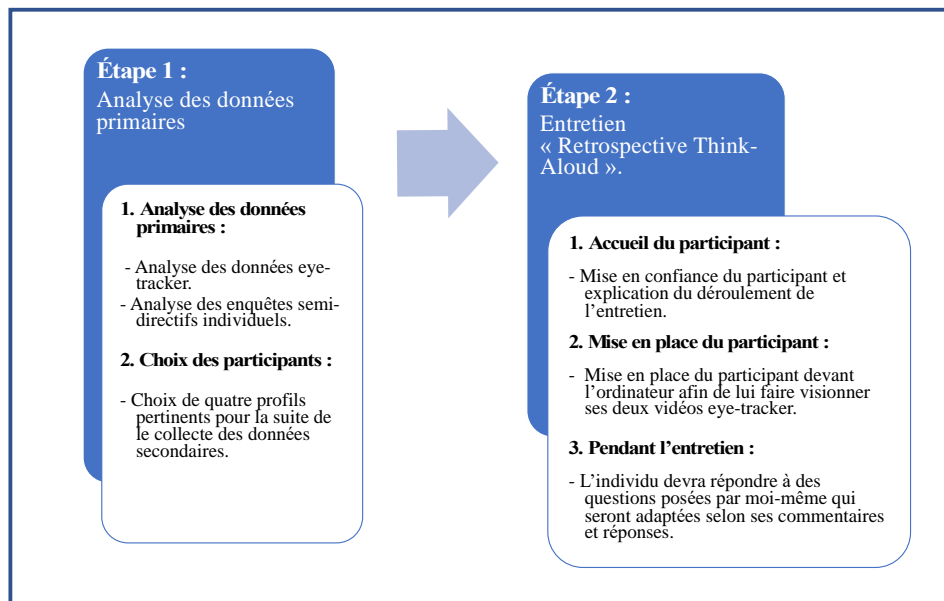 Étape 1 :
Analyse des données
primaires
1. Analyse des données
primaires :
- Analyse des données eye-
tracker.
- Analyse des enquêtes semi-
directifs individuels.
2. Choix des participants :
- Choix de quatre profils
pertinents pour la suite de
le collecte des données
secondaires.
Étape 2 :
Entretien
« Retrospective Think-
Aloud ».
1. Accueil du participant :
- Mise en confiance du participant et
explication du déroulement de
l’entretien.
2. Mise en place du participant :
- Mise en place du participant devant
l’ordinateur afin de lui faire visionner
ses deux vidéos eye-tracker.
3. Pendant l’entretien :
- L’individu devra répondre à des
questions posées par moi-même qui
seront adaptées selon ses commentaires
et réponses.